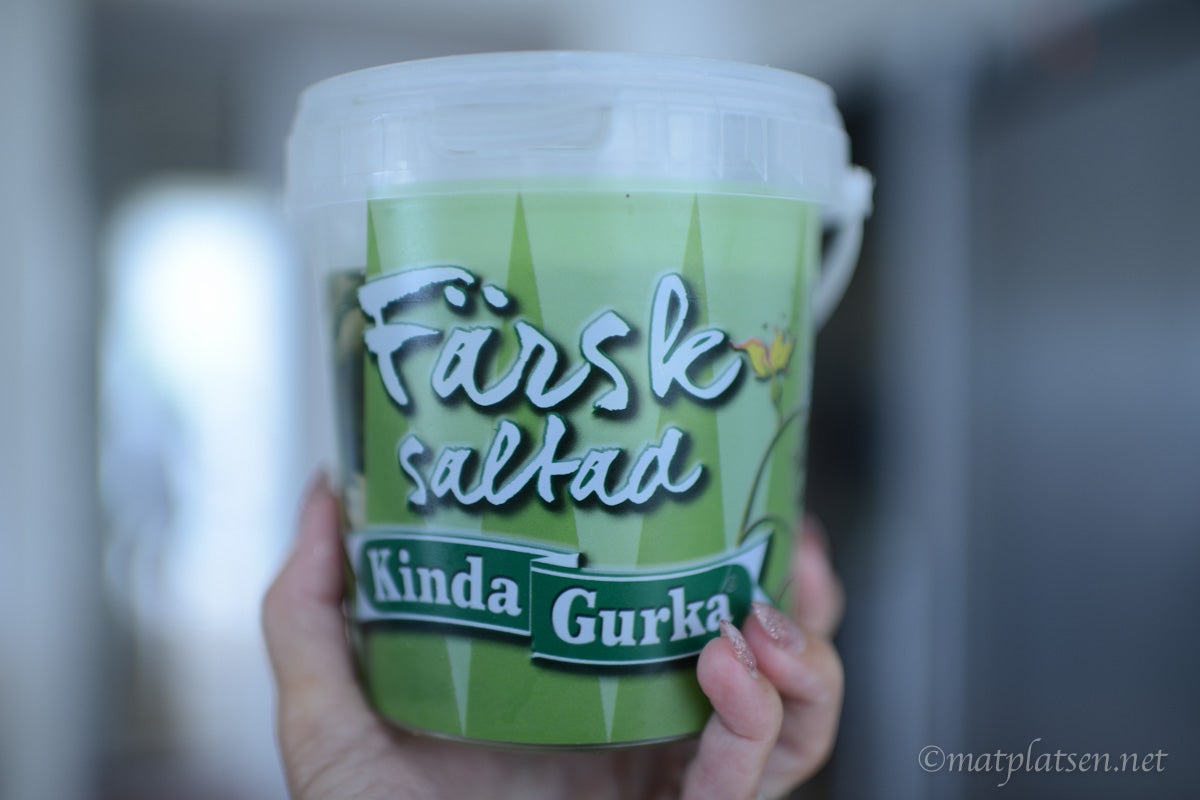 Färsk
saltad
Kinda Gurka
©matplatsen.net